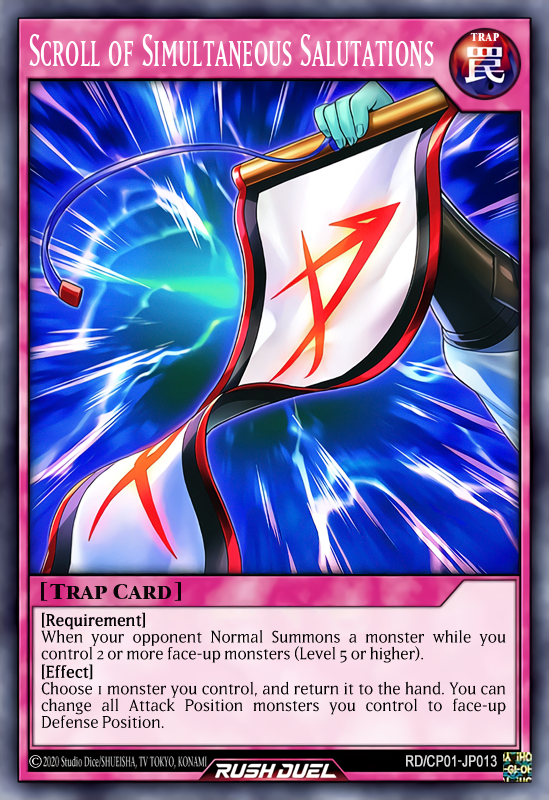 Scroll of Simultaneous Salutations
TRAP
罠
[Trap Card]
[Requirement]
When your opponent Normal Summons a monster while you
control 2 or more face-up monsters (Level 5 or higher).
[Effect]
Choose 1 monster you control, and return it to the hand. You can
change all Attack Position monsters you control to face-up
Defense Position.
©2020 Studio Dice/SHUEISHA, TV TOKYO, KONAMI
RUSH DUEL
RD/CP01-JP013